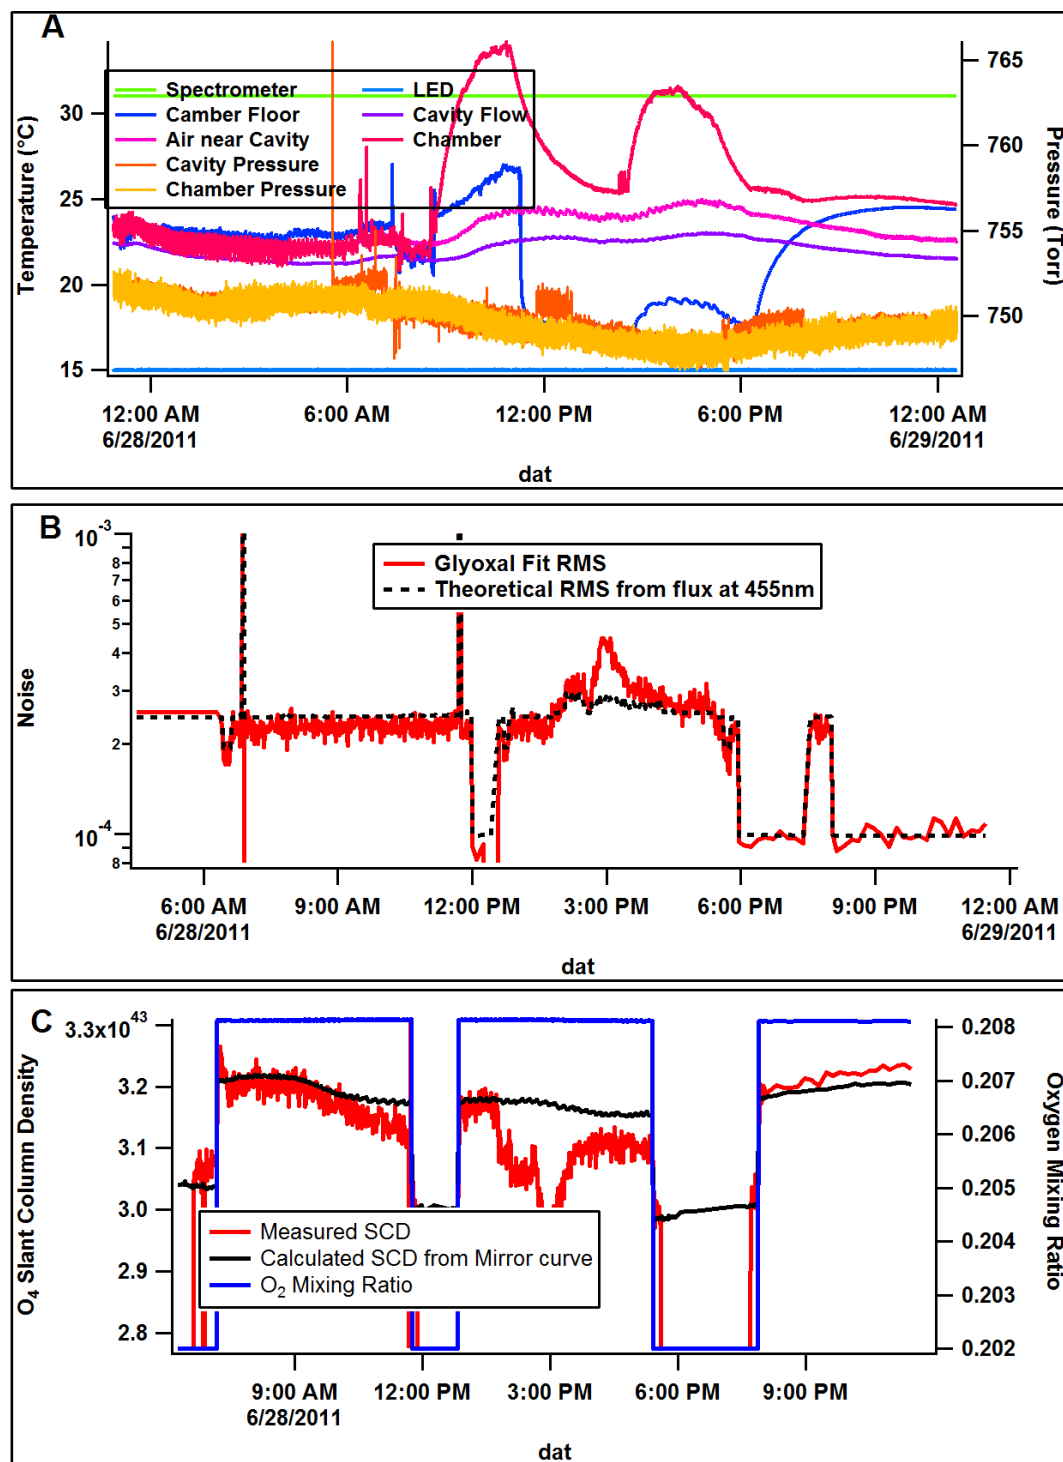 A
Temperature (°C)
30
25
20
15
Spectrometer
LED
Camber Floor
Cavity Flow
Air near Cavity
Chamber
Cavity Pressure
Chamber Pressure
765
760
755
750
Pressure (Torr)
12:00 AM
6/28/2011
6:00 AM
12:00 PM
6:00 PM
12:00 AM
6/29/2011
dat
B
Noise
10-3
8
7
6
5
4
3
2
10-4
8
Glyoxal Fit RMS
Theoretical RMS from flux at 455nm
6:00 AM
6/28/2011
9:00 AM
12:00 PM
3:00 PM
6:00 PM
9:00 PM
12:00 AM
6/29/2011
dat
C
O4 Slant Column Density
3.3x1043
3.2
3.1
3.0
2.9
2.8
Measured SCD
Calculated SCD from Mirror curve
O2 Mixing Ratio
0.208
0.207
0.206
0.205
0.204
0.203
0.202
Oxygen Mixing Ratio
9:00 AM
6/28/2011
12:00 PM
3:00 PM
6:00 PM
9:00 PM
dat